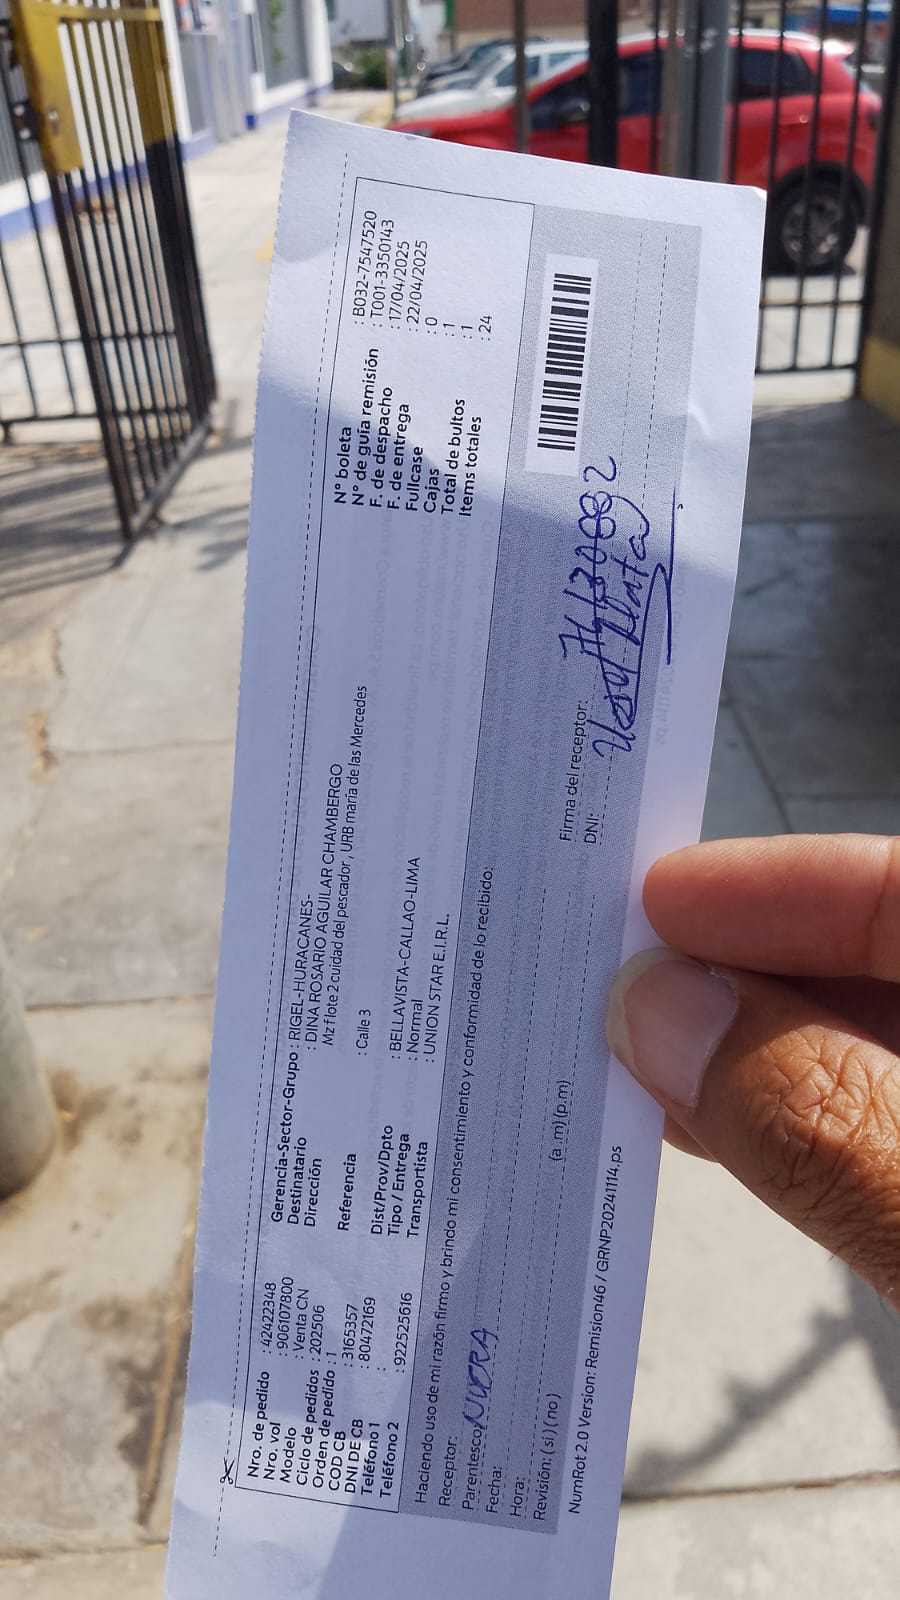 Nro. de pedido : 42422348
Nro. vol : 906107800
Modelo : Venta CN
Ciclo de pedidos : 202506
Orden de pedido : 1
COD CB : 3165357
DNI DE CB : 80472169
Teléfono 1 :
Teléfono 2 : 922525616
Gerencia-Sector-Grupo : RIGEL-HURACANES-
Destinatario : DINA ROSARIO AGUILAR CHAMBERGO
Dirección Mz f lote 2 cuidad del pescador , URB maría de las Mercedes
Referencia : Calle 3
Dist/Prov/Dpto : BELLAVISTA-CALLAO-LIMA
Tipo / Entrega : Normal
Transportista : UNION STAR E.I.R.L.
N° boleta : B032-7547520
N° de guía remisión : T001-3350143
F. de despacho : 17/04/2025
F. de entrega : 22/04/2025
Fullcase : 0
Cajas : 1
Total de bultos : 1
Items totales : 24
Haciendo uso de mi razón firmo y brindo mi consentimiento y conformidad de lo recibido:
Receptor:
Parentesco: NUERA
Fecha:
Hora: (a .m) (p.m)
Revisión: ( si ) ( no )
Firma del receptor:
DNI:
NumRot 2.0 Version: Remision46 / GRNP20241114.ps